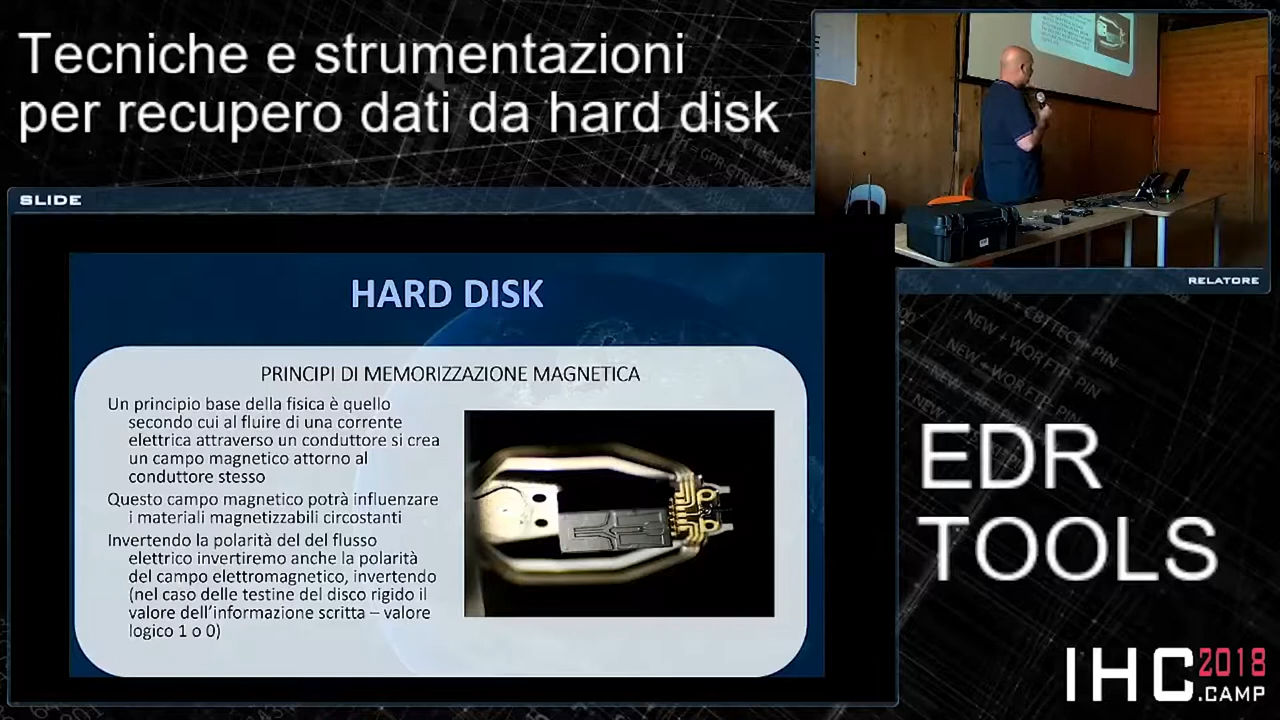 Tecniche e strumentazioni
per recupero dati da hard disk
SLIDE
HARD DISK
PRINCIPI DI MEMORIZZAZIONE MAGNETICA
Un principio base della fisica è quello
secondo cui al fluire di una corrente
elettrica attraverso un conduttore si crea
un campo magnetico attorno al
conduttore stesso
Questo campo magnetico potrà influenzare
i materiali magnetizzabili circostanti
Invertendo la polarità del del flusso
elettrico invertiremo anche la polarità
del campo elettromagnetico, invertendo
(nel caso delle testine del disco rigido il
valore dell'informazione scritta – valore
logico 1 o 0)
RELATORE
EDR
TOOLS
IHC 2018
.CAMP